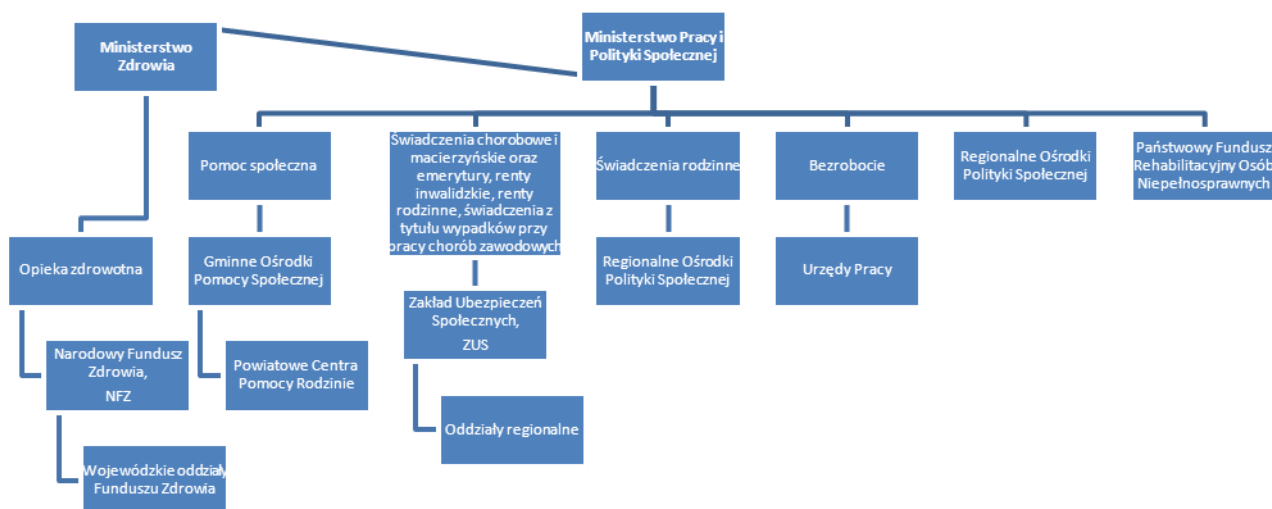 Ministerstwo
Zdrowia
Ministerstwo Pracy i
Polityki Społecznej
Pomoc społeczna
Świadczenia chorobowe i
macierzyńskie oraz
emerytury, renty
inwalidzkie, renty
rodzinne, świadczenia z
tytułu wypadków przy
pracy chorób zawodowych
Świadczenia rodzinne
Bezrobocie
Regionalne Ośrodki
Polityki Społecznej
Państwowy Fundusz
Rehabilitacyjny Osób
Niepełnosprawnych
Opieka zdrowotna
Gminne Ośrodki
Pomocy Społecznej
Zakład Ubezpieczeń
Społecznych,
ZUS
Regionalne Ośrodki
Polityki Społecznej
Urzędy Pracy
Narodowy Fundusz
Zdrowia,
NFZ
Powiatowe Centra
Pomocy Rodzinie
Oddziały regionalne
Wojewódzkie oddziały
Funduszu Zdrowia